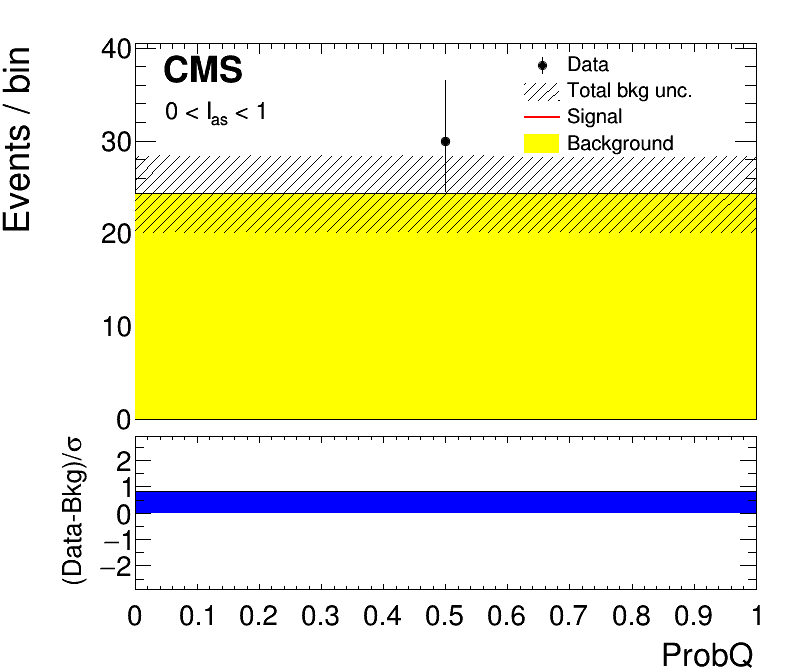 Events / bin
40
30
20
10
0
CMS
0 < Ias < 1
Data
Total bkg unc.
Signal
Background
(Data-Bkg)/σ
2
1
0
−1
−2
0 0.1 0.2 0.3 0.4 0.5 0.6 0.7 0.8 0.9 1
ProbQ